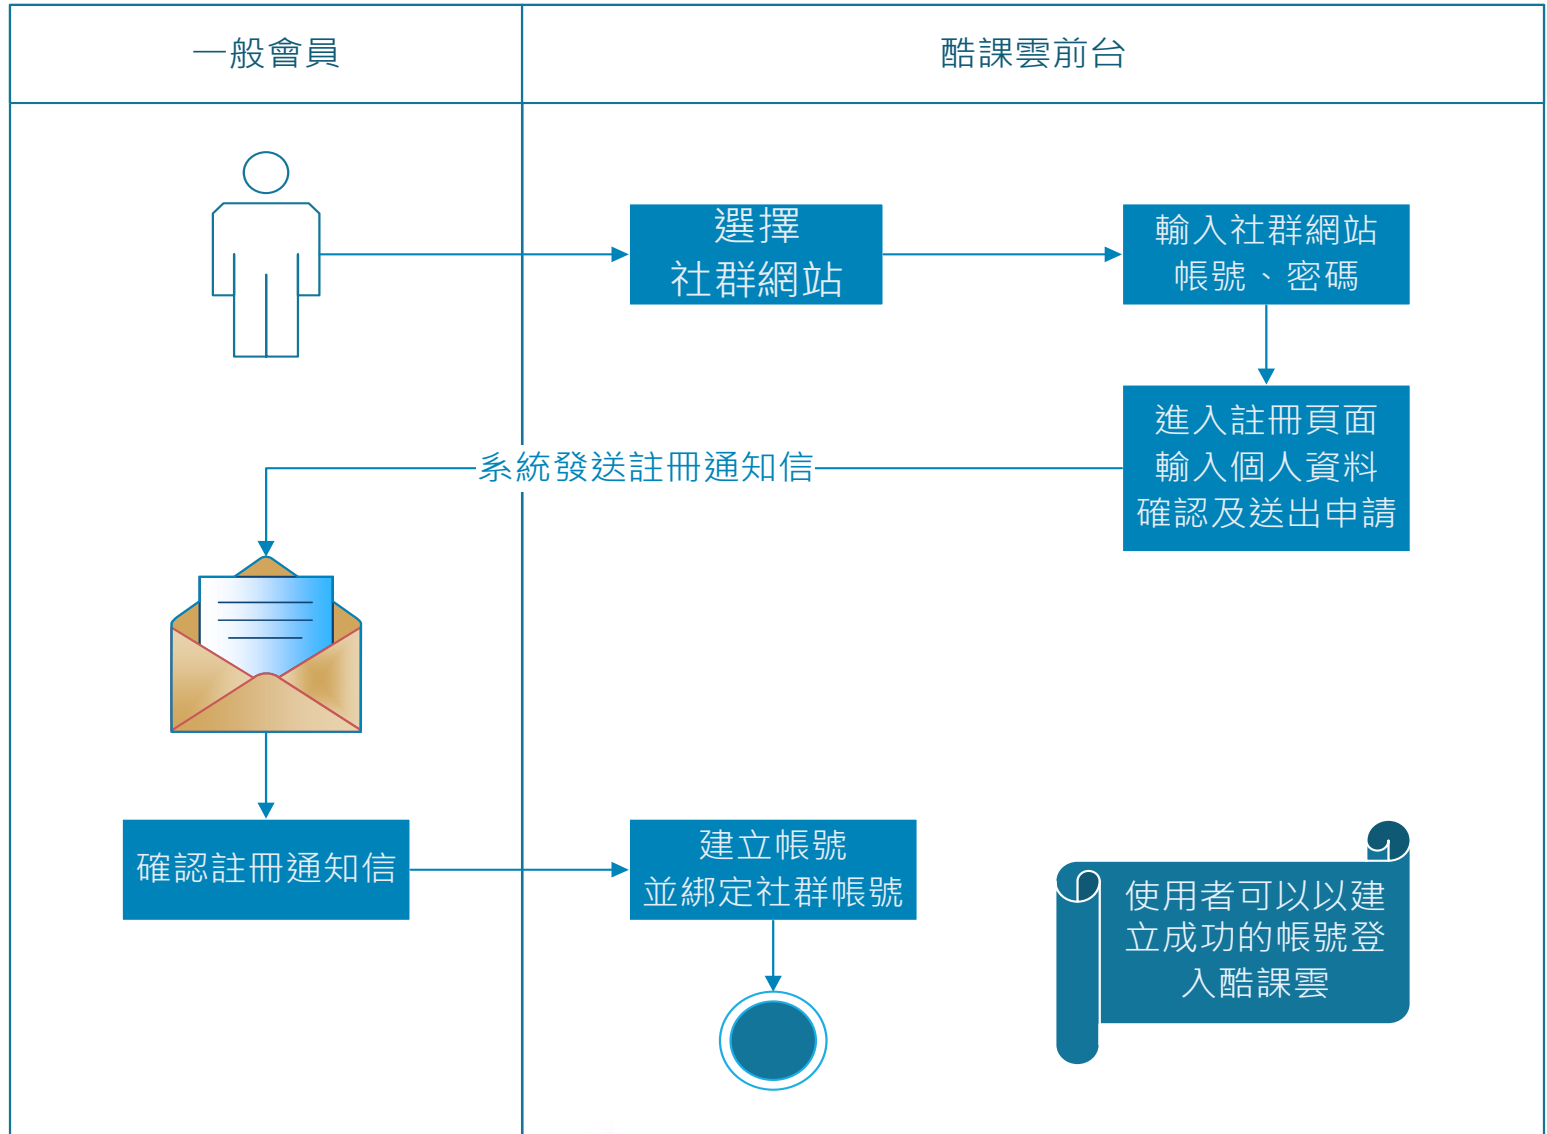 一般會員
酷課雲前台
選擇
社群網站
輸入社群網站
帳號、密碼
進入註冊頁面
輸入個人資料
確認及送出申請
系統發送註冊通知信
確認註冊通知信
建立帳號
並綁定社群帳號
使用者可以以建
立成功的帳號登
入酷課雲